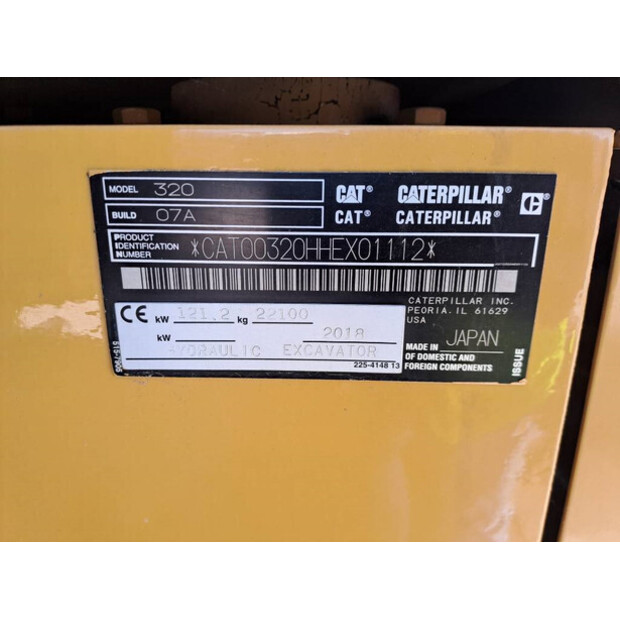 MODEL 320 CAT® CATERPILLAR®
BUILD 07A CAT® CATERPILLAR® C
PRODUCT
IDENTIFICATION *CAT00320HHEX01112*
NUMBER
CATERPILLAR INC.
PEORIA, IL 61629
USA
CE kW 121.2 kg 22100
kW 2018
HYDRAULIC EXCAVATOR
225-4148 13
MADE IN JAPAN
OF DOMESTIC AND
FOREIGN COMPONENTS
ISSUE